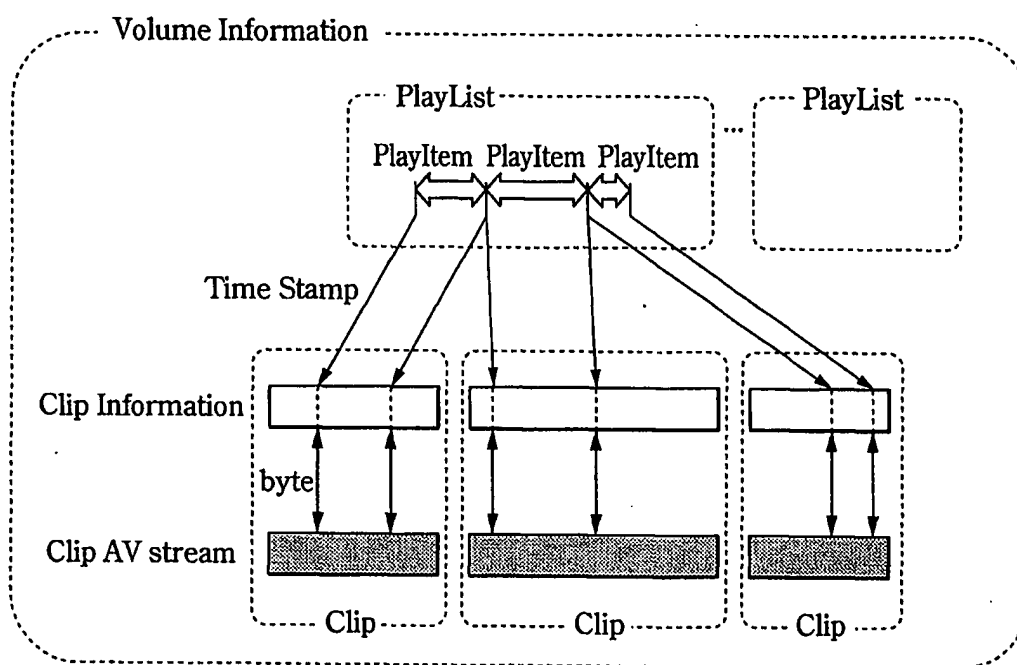 Volume Information
PlayList
...
PlayList
PlayItem PlayItem PlayItem
Time Stamp
Clip Information
byte
Clip AV stream
Clip
Clip
Clip